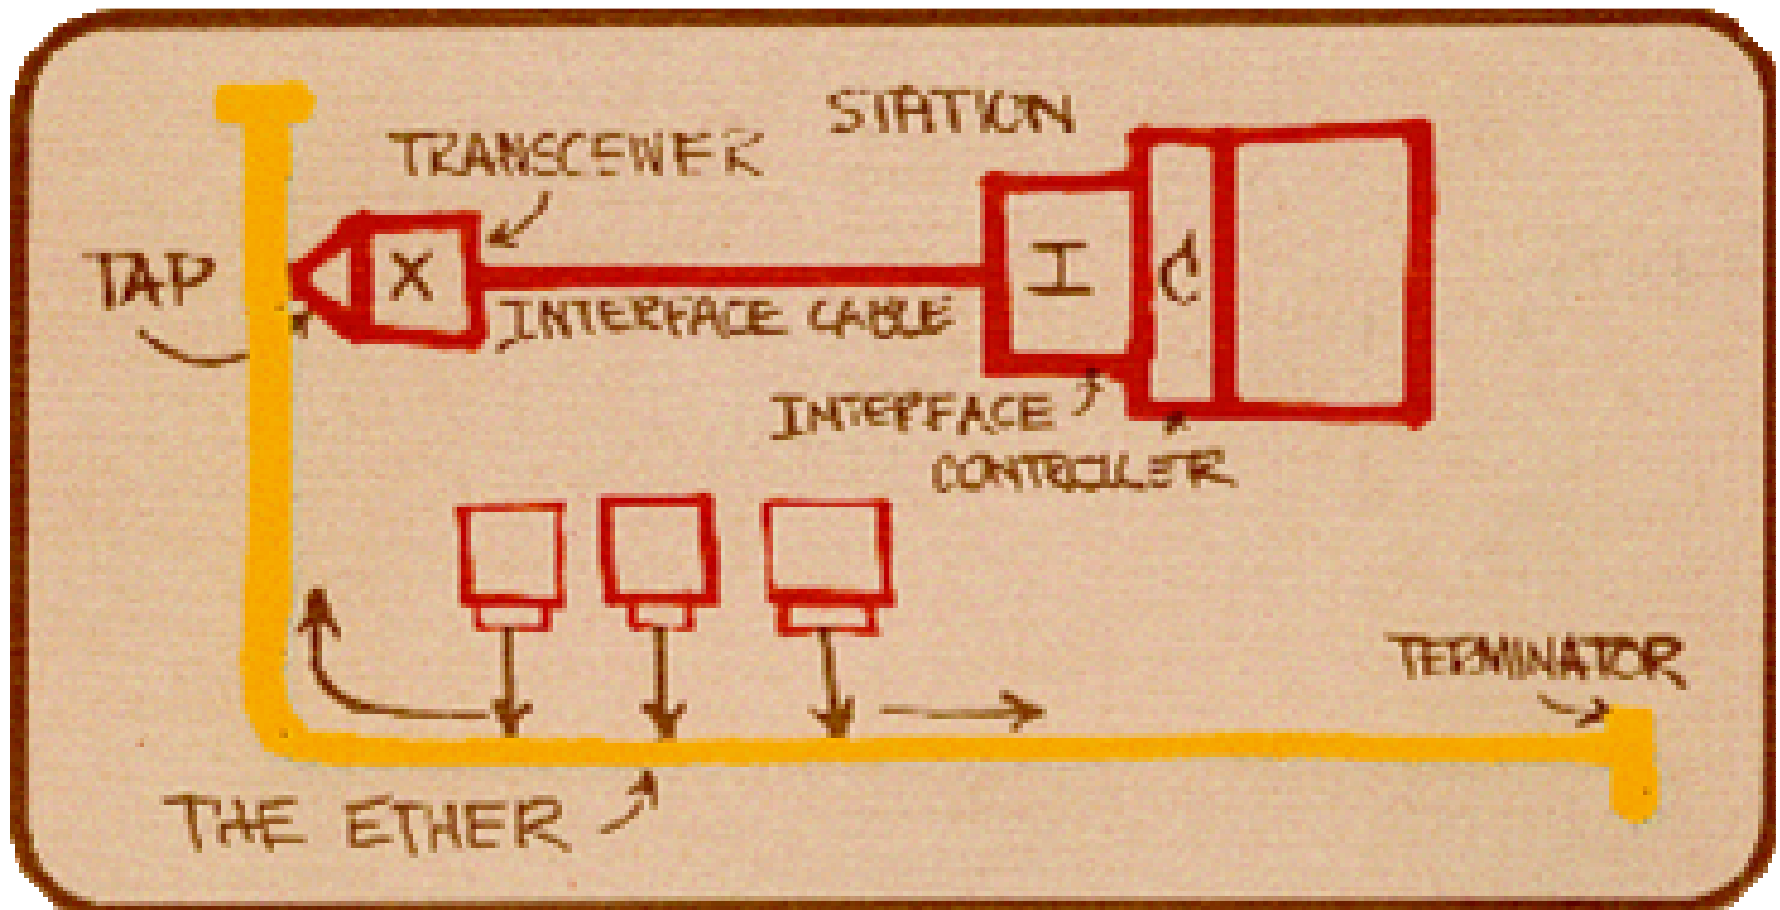 STATION
TRANSCEIVER
TAP
X
I
C
INTERFACE CABLE
INTERFACE
CONTROLLER
TERMINATOR
THE ETHER